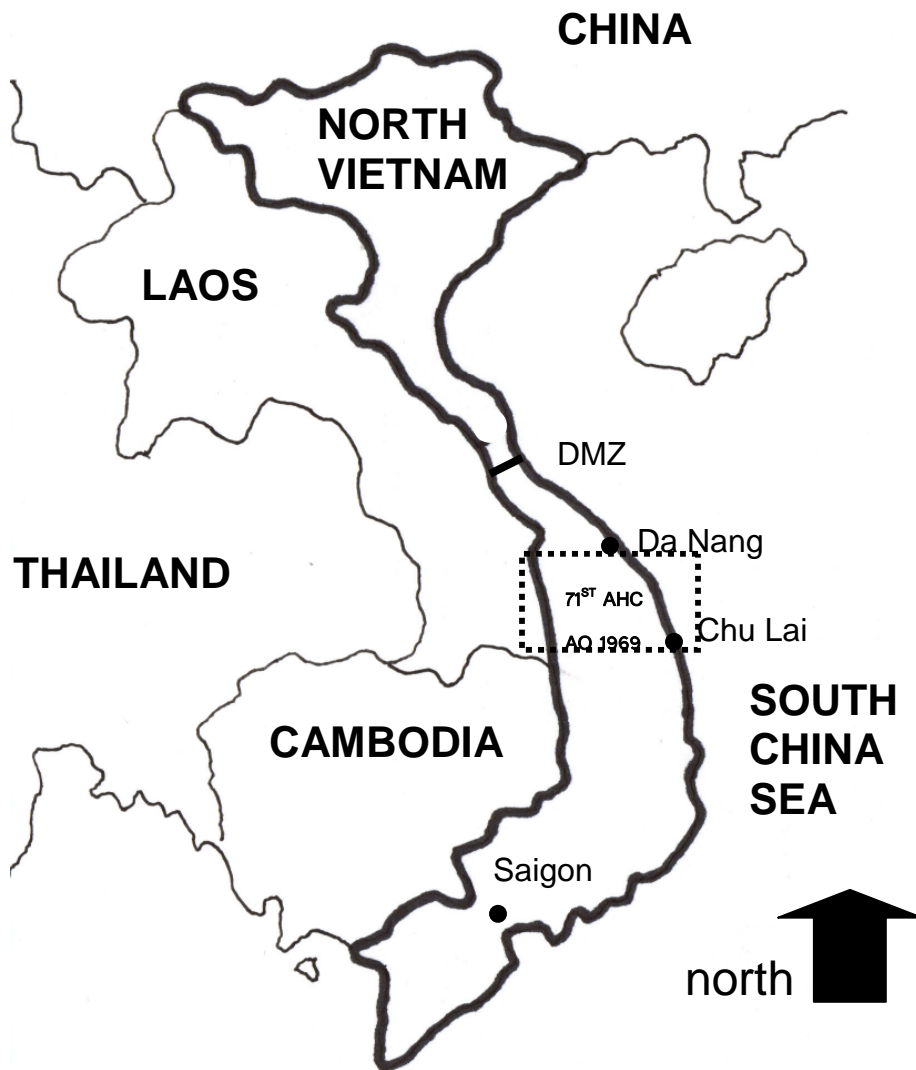 CHINA
NORTH
VIETNAM
LAOS
DMZ
Da Nang
THAILAND
71ST AHC
AO 1969
Chu Lai
SOUTH
CHINA
SEA
CAMBODIA
Saigon
north